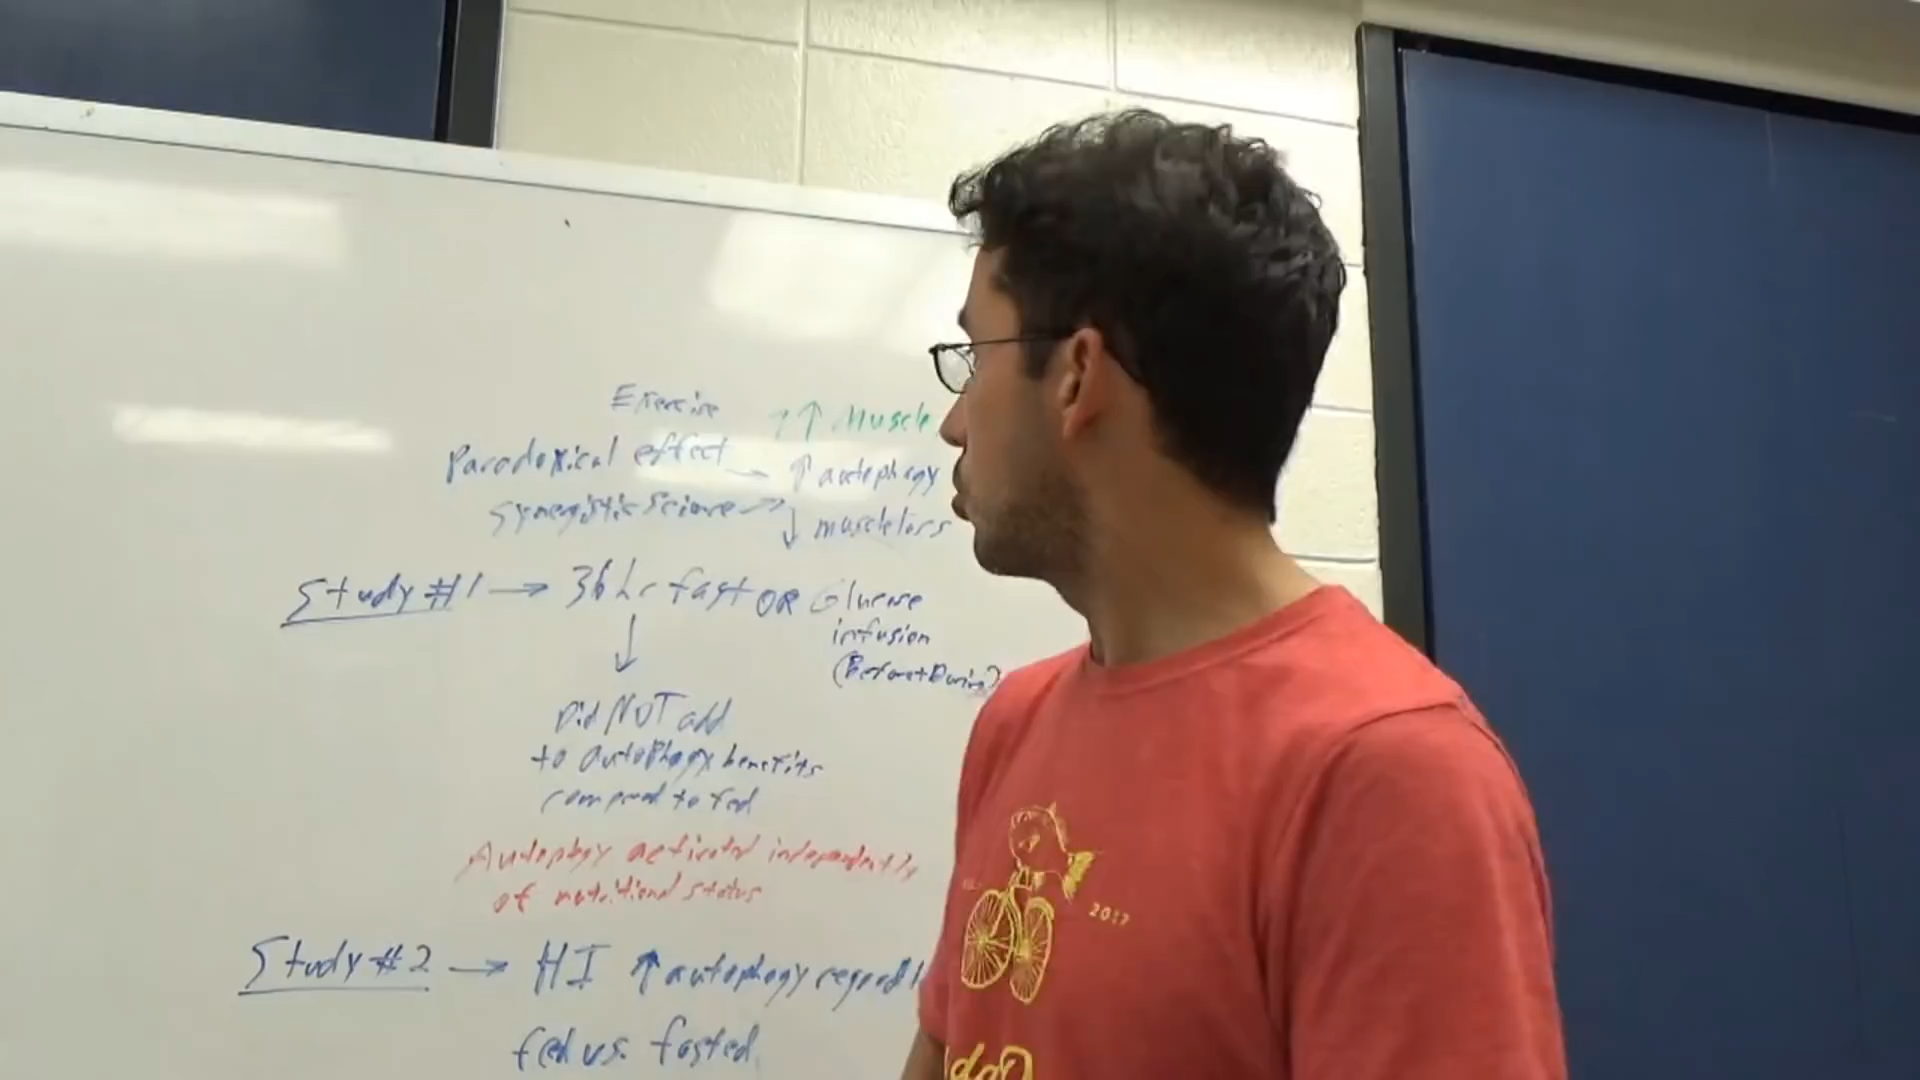 Exercise
↑↑ Muscle
Paradoxical effect → ↑ autophagy
Synergistic Science → ↓ muscle loss
Study #1 → 36 hr fast OR Glucose
infusion
(Before+During)
Did NOT add
to autophagy benefits
compared to fed
Autophagy activated independently
of nutritional status
Study #2 → HI ↑ autophagy regardl
fed vs. fasted
2017